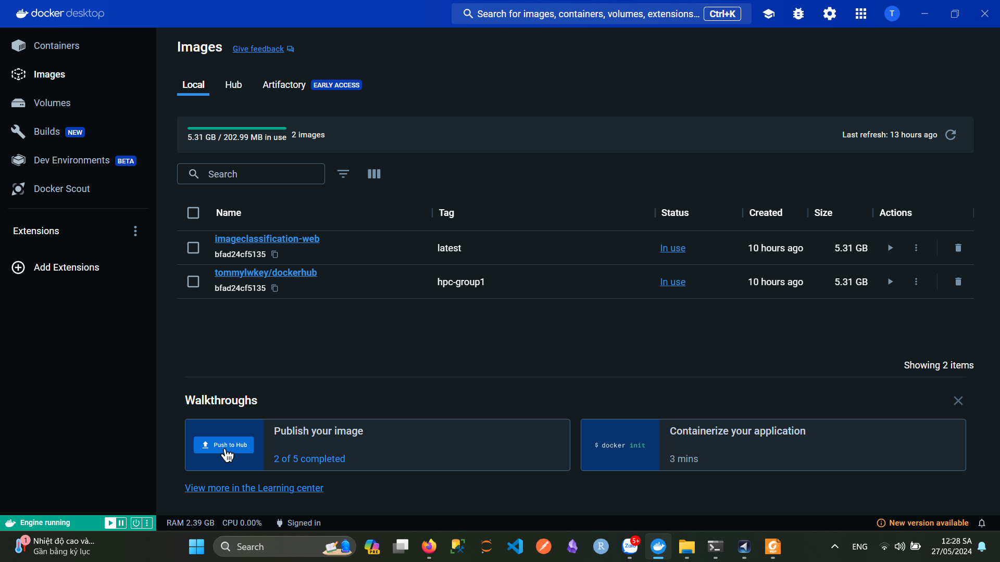 docker desktop
Search for images, containers, volumes, extensions... Ctrl+K
T
Containers
Images
Volumes
Builds NEW
Dev Environments BETA
Docker Scout
Extensions
Add Extensions
Images Give feedback
Local Hub Artifactory EARLY ACCESS
5.31 GB / 202.99 MB in use 2 images
Last refresh: 13 hours ago
Search
Name Tag Status Created Size Actions
imageclassification-web
bfad24cf5135
latest In use 10 hours ago 5.31 GB
tommylwkey/dockerhub
bfad24cf5135
hpc-group1 In use 10 hours ago 5.31 GB
Showing 2 items
Walkthroughs
Push to Hub
Publish your image
2 of 5 completed
$ docker init
Containerize your application
3 mins
View more in the Learning center
Engine running
RAM 2.39 GB CPU 0.00% Signed in
New version available
1
Nhiệt độ cao và...
Gần bằng kỷ lục
Search
PRE
R
Zalo
5+
PDF
ENG
12:28 SA
27/05/2024